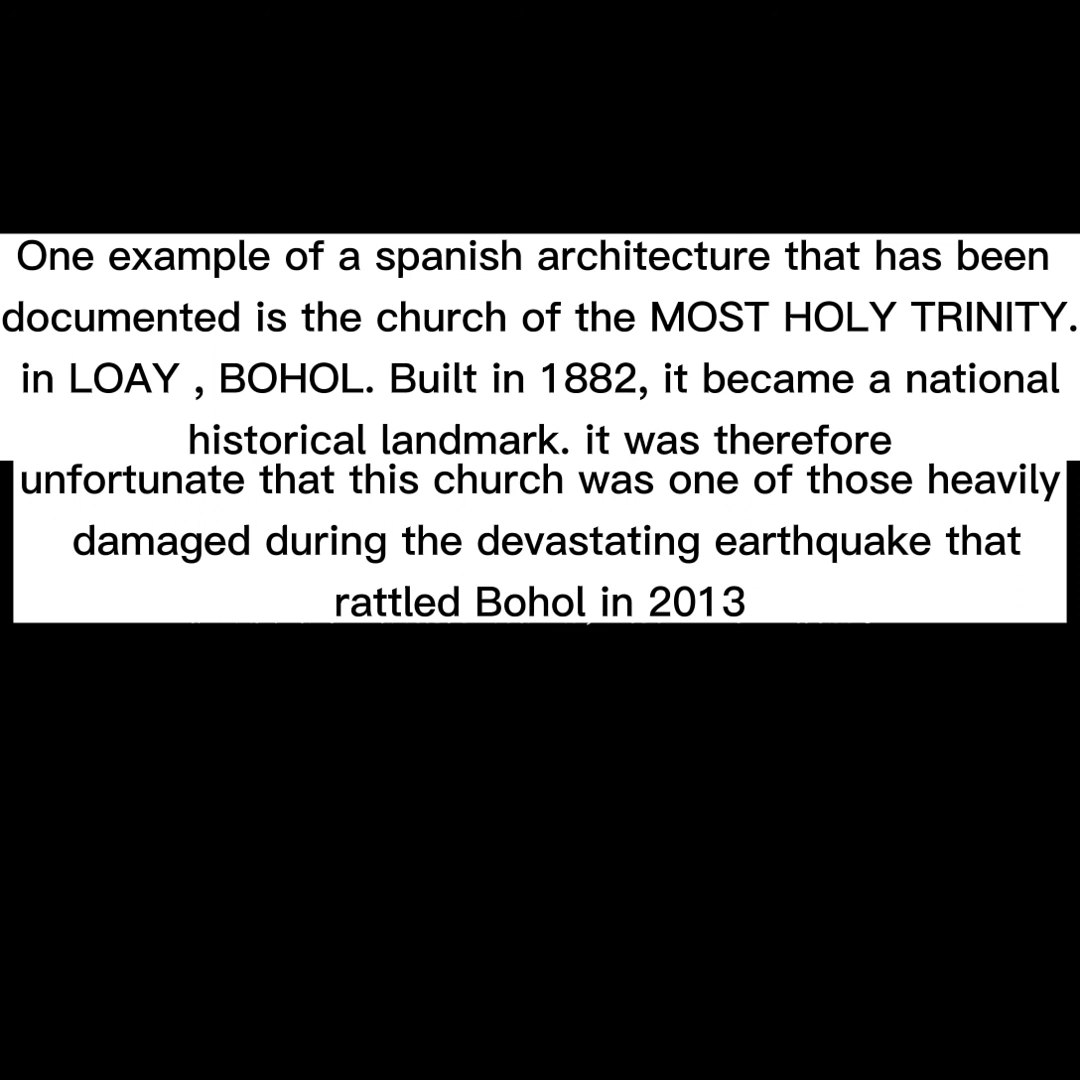 One example of a spanish architecture that has been
documented is the church of the MOST HOLY TRINITY.
in LOAY , BOHOL. Built in 1882, it became a national
historical landmark. it was therefore
unfortunate that this church was one of those heavily
damaged during the devastating earthquake that
rattled Bohol in 2013